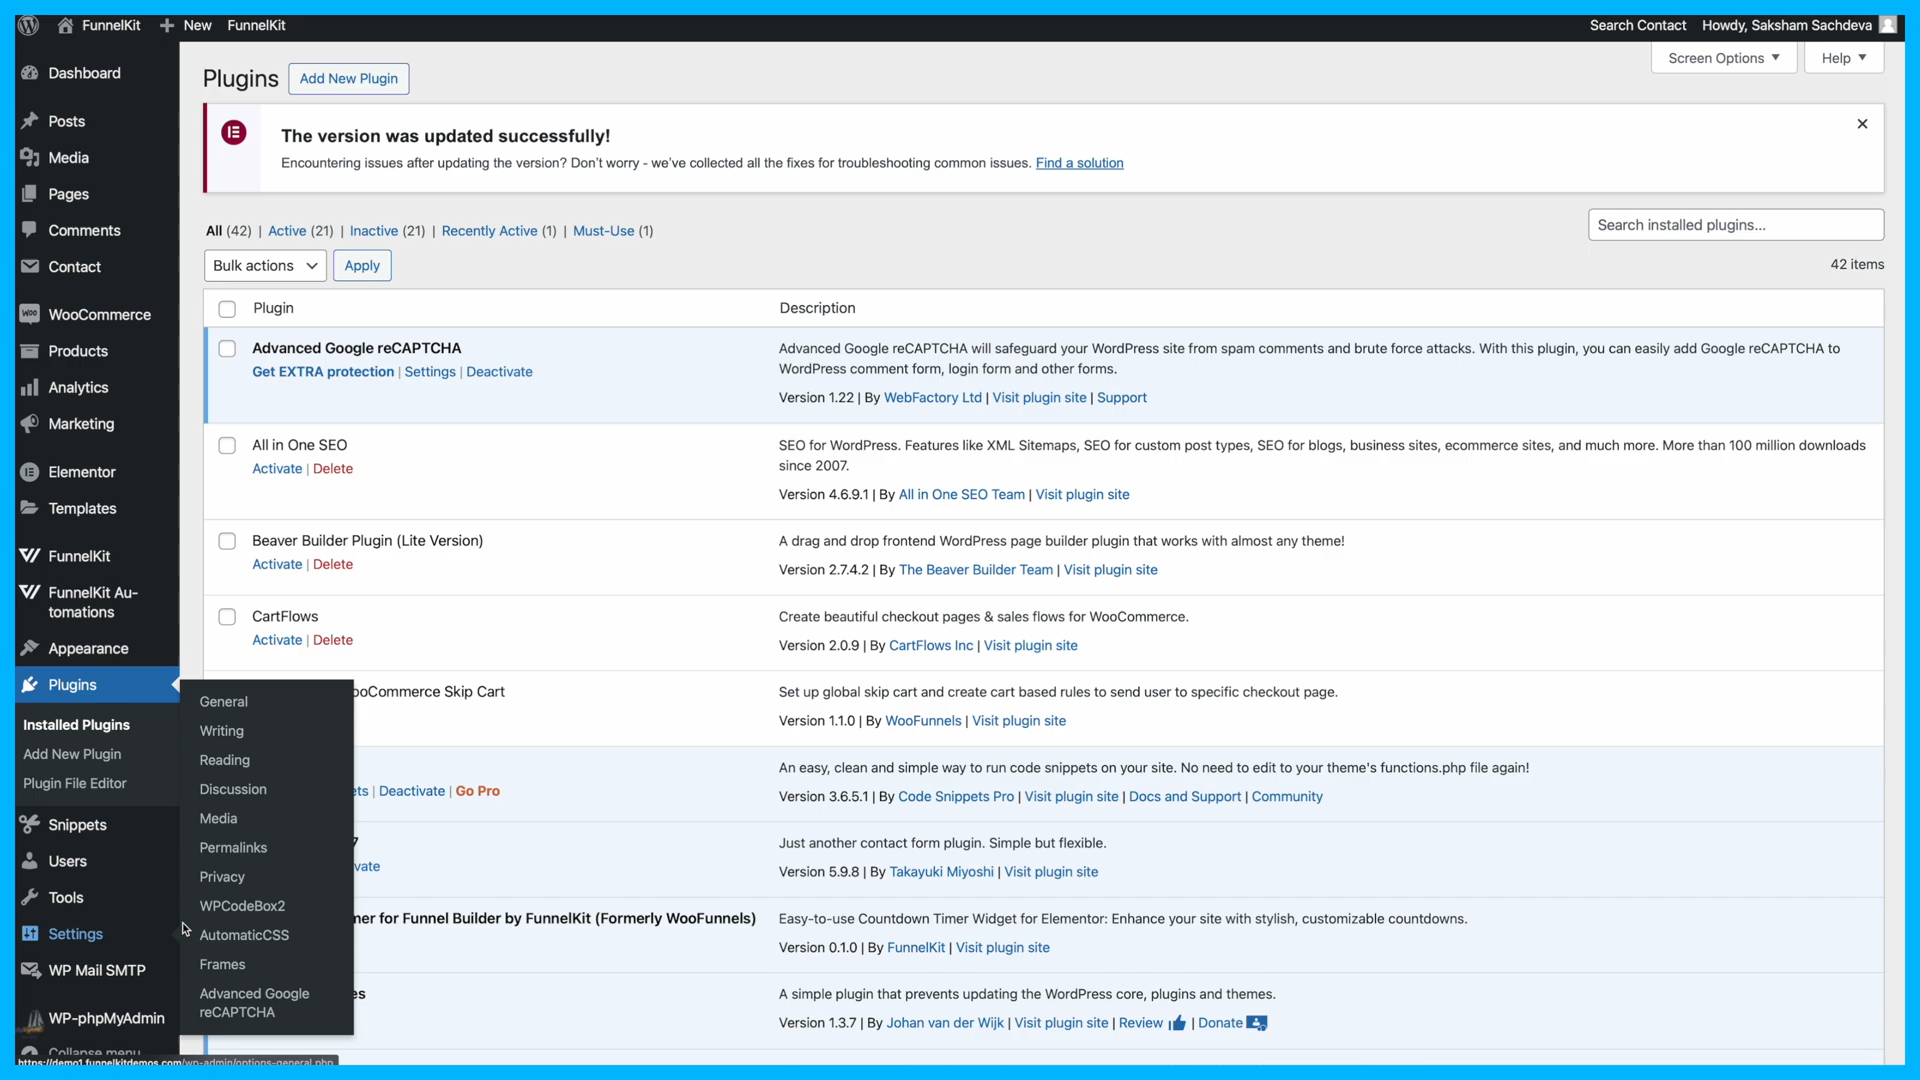 FunnelKit
New
FunnelKit
Search Contact
Howdy, Saksham Sachdeva
Dashboard
Posts
Media
Pages
Comments
Contact
WooCommerce
Products
Analytics
Marketing
Elementor
Templates
FunnelKit
FunnelKit Au-
tomations
Appearance
Plugins
Installed Plugins
Add New Plugin
Plugin File Editor
Snippets
Users
Tools
Settings
WP Mail SMTP
WP-phpMyAdmin
Collapse menu
General
Writing
Reading
Discussion
Media
Permalinks
Privacy
WPCodeBox2
AutomaticCSS
Frames
Advanced Google
reCAPTCHA
Screen Options
Help
Plugins
Add New Plugin
The version was updated successfully!
Encountering issues after updating the version? Don't worry - we've collected all the fixes for troubleshooting common issues. Find a solution
All (42) | Active (21) | Inactive (21) | Recently Active (1) | Must-Use (1)
Search installed plugins...
Bulk actions
Apply
42 items
Plugin
Description
Advanced Google reCAPTCHA
Get EXTRA protection | Settings | Deactivate
Advanced Google reCAPTCHA will safeguard your WordPress site from spam comments and brute force attacks. With this plugin, you can easily add Google reCAPTCHA to
WordPress comment form, login form and other forms.
Version 1.22 | By WebFactory Ltd | Visit plugin site | Support
All in One SEO
Activate | Delete
SEO for WordPress. Features like XML Sitemaps, SEO for custom post types, SEO for blogs, business sites, ecommerce sites, and much more. More than 100 million downloads
since 2007.
Version 4.6.9.1 | By All in One SEO Team | Visit plugin site
Beaver Builder Plugin (Lite Version)
Activate | Delete
A drag and drop frontend WordPress page builder plugin that works with almost any theme!
Version 2.7.4.2 | By The Beaver Builder Team | Visit plugin site
CartFlows
Activate | Delete
Create beautiful checkout pages & sales flows for WooCommerce.
Version 2.0.9 | By CartFlows Inc | Visit plugin site
ooCommerce Skip Cart
Set up global skip cart and create cart based rules to send user to specific checkout page.
Version 1.1.0 | By WooFunnels | Visit plugin site
ets | Deactivate | Go Pro
An easy, clean and simple way to run code snippets on your site. No need to edit to your theme's functions.php file again!
Version 3.6.5.1 | By Code Snippets Pro | Visit plugin site | Docs and Support | Community
7
vate
Just another contact form plugin. Simple but flexible.
Version 5.9.8 | By Takayuki Miyoshi | Visit plugin site
mer for Funnel Builder by FunnelKit (Formerly WooFunnels)
Easy-to-use Countdown Timer Widget for Elementor: Enhance your site with stylish, customizable countdowns.
Version 0.1.0 | By FunnelKit | Visit plugin site
es
A simple plugin that prevents updating the WordPress core, plugins and themes.
Version 1.3.7 | By Johan van der Wijk | Visit plugin site | Review | Donate
https://demo1.funnelkitdemos.com/wp-admin/options-general.php